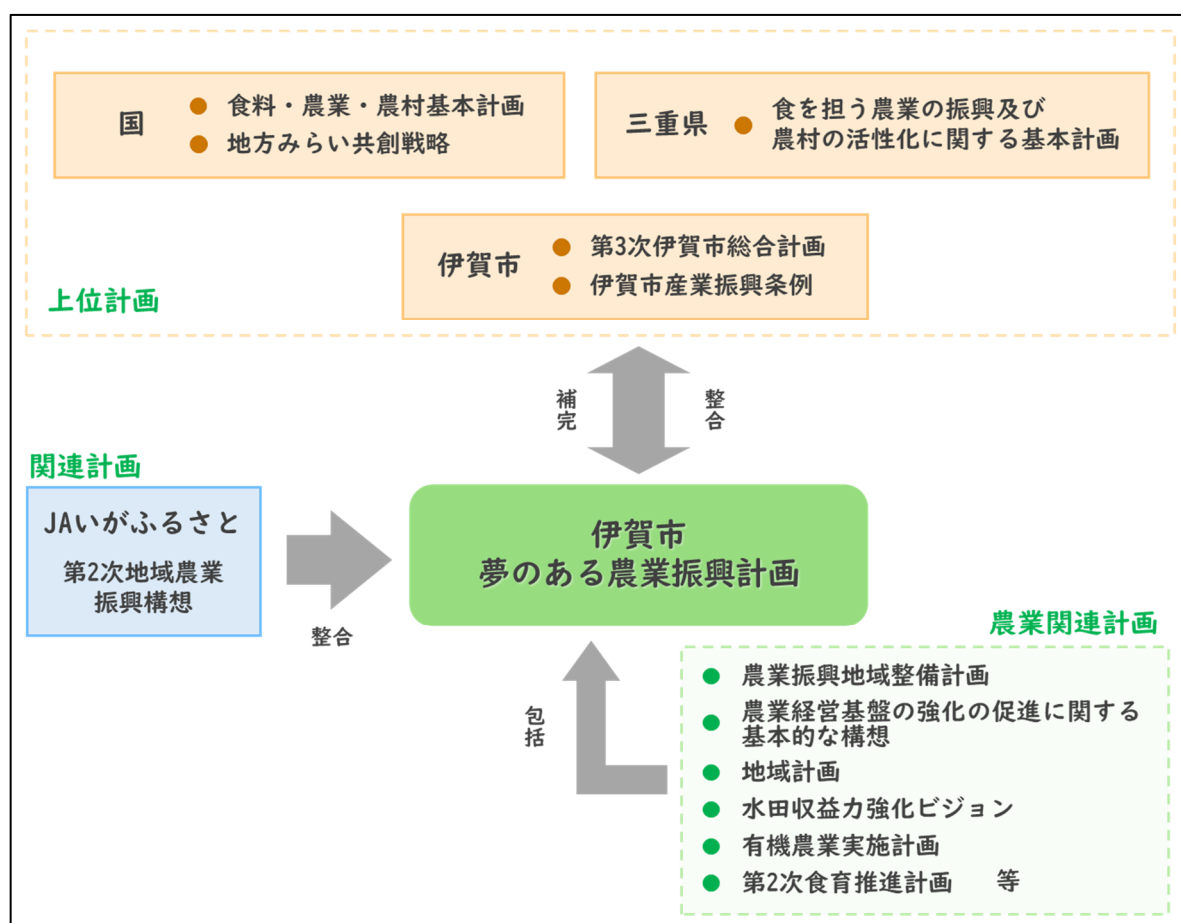 国
● 食料・農業・農村基本計画
● 地方みらい共創戦略
三重県
● 食を担う農業の振興及び
農村の活性化に関する基本計画
伊賀市
● 第3次伊賀市総合計画
● 伊賀市産業振興条例
上位計画
補完
整合
関連計画
JAいがふるさと
第2次地域農業
振興構想
整合
伊賀市
夢のある農業振興計画
農業関連計画
包括
● 農業振興地域整備計画
● 農業経営基盤の強化の促進に関する
基本的な構想
● 地域計画
● 水田収益力強化ビジョン
● 有機農業実施計画
● 第2次食育推進計画　等